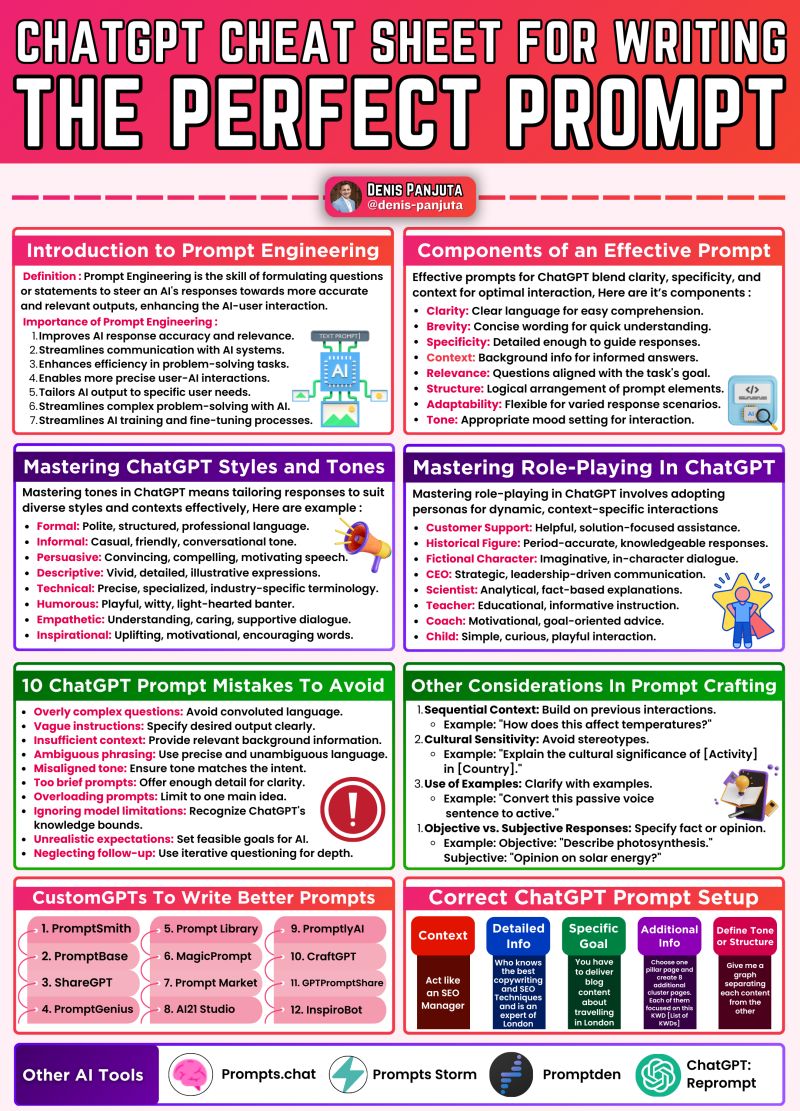 CHATGPT CHEAT SHEET FOR WRITING
THE PERFECT PROMPT
DENIS PANJUTA
@denis-panjuta
Introduction to Prompt Engineering
Definition : Prompt Engineering is the skill of formulating questions
or statements to steer an AI's responses towards more accurate
and relevant outputs, enhancing the AI-user interaction.
Importance of Prompt Engineering :
1. Improves AI response accuracy and relevance.
2. Streamlines communication with AI systems.
3. Enhances efficiency in problem-solving tasks.
4. Enables more precise user-AI interactions.
5. Tailors AI output to specific user needs.
6. Streamlines complex problem-solving with AI.
7. Streamlines AI training and fine-tuning processes.
TEXT PROMPT|
AI
Components of an Effective Prompt
Effective prompts for ChatGPT blend clarity, specificity, and
context for optimal interaction, Here are it's components :
• Clarity: Clear language for easy comprehension.
• Brevity: Concise wording for quick understanding.
• Specificity: Detailed enough to guide responses.
• Context: Background info for informed answers.
• Relevance: Questions aligned with the task's goal.
• Structure: Logical arrangement of prompt elements.
• Adaptability: Flexible for varied response scenarios.
• Tone: Appropriate mood setting for interaction.
</>
AI
Mastering ChatGPT Styles and Tones
Mastering tones in ChatGPT means tailoring responses to suit
diverse styles and contexts effectively, Here are example :
• Formal: Polite, structured, professional language.
• Informal: Casual, friendly, conversational tone.
• Persuasive: Convincing, compelling, motivating speech.
• Descriptive: Vivid, detailed, illustrative expressions.
• Technical: Precise, specialized, industry-specific terminology.
• Humorous: Playful, witty, light-hearted banter.
• Empathetic: Understanding, caring, supportive dialogue.
• Inspirational: Uplifting, motivational, encouraging words.
Mastering Role-Playing In ChatGPT
Mastering role-playing in ChatGPT involves adopting
personas for dynamic, context-specific interactions
• Customer Support: Helpful, solution-focused assistance.
• Historical Figure: Period-accurate, knowledgeable responses.
• Fictional Character: Imaginative, in-character dialogue.
• CEO: Strategic, leadership-driven communication.
• Scientist: Analytical, fact-based explanations.
• Teacher: Educational, informative instruction.
• Coach: Motivational, goal-oriented advice.
• Child: Simple, curious, playful interaction.
10 ChatGPT Prompt Mistakes To Avoid
• Overly complex questions: Avoid convoluted language.
• Vague instructions: Specify desired output clearly.
• Insufficient context: Provide relevant background information.
• Ambiguous phrasing: Use precise and unambiguous language.
• Misaligned tone: Ensure tone matches the intent.
• Too brief prompts: Offer enough detail for clarity.
• Overloading prompts: Limit to one main idea.
• Ignoring model limitations: Recognize ChatGPT's
knowledge bounds.
• Unrealistic expectations: Set feasible goals for AI.
• Neglecting follow-up: Use iterative questioning for depth.
!
Other Considerations In Prompt Crafting
1. Sequential Context: Build on previous interactions.
○ Example: "How does this affect temperatures?"
2. Cultural Sensitivity: Avoid stereotypes.
○ Example: "Explain the cultural significance of [Activity]
in [Country]."
3. Use of Examples: Clarify with examples.
○ Example: "Convert this passive voice
sentence to active."
1. Objective vs. Subjective Responses: Specify fact or opinion.
○ Example: Objective: "Describe photosynthesis."
Subjective: "Opinion on solar energy?"
CustomGPTs To Write Better Prompts
1. PromptSmith
2. PromptBase
3. ShareGPT
4. PromptGenius
5. Prompt Library
6. MagicPrompt
7. Prompt Market
8. AI21 Studio
9. PromptlyAI
10. CraftGPT
11. GPTPromptShare
12. InspiroBot
Correct ChatGPT Prompt Setup
Context
Act like
an SEO
Manager
Detailed
Info
Who knows
the best
copywriting
and SEO
Techniques
and is an
expert of
London
Specific
Goal
You have
to deliver
blog
content
about
travelling
in London
Additional
Info
Choose one
pillar page and
create 8
additional
cluster pages.
Each of them
focused on this
KWD [List of
KWDs]
Define Tone
or Structure
Give me a
graph
separating
each content
from the
other
Other AI Tools
Prompts.chat
Prompts Storm
Promptden
ChatGPT:
Reprompt